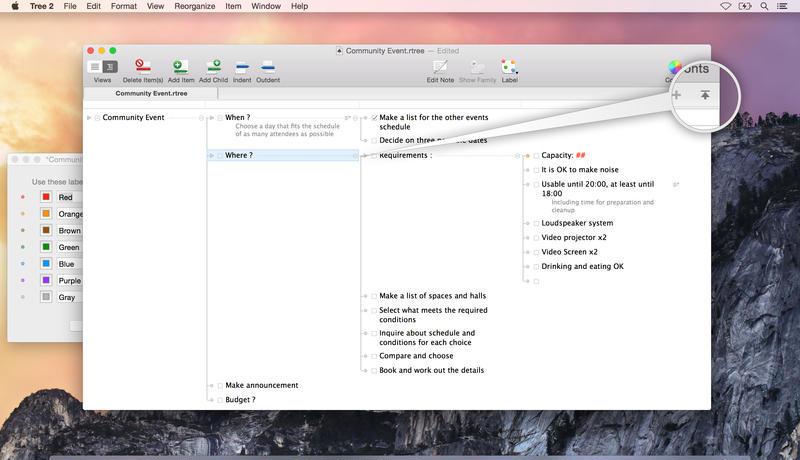 Tree 2 File Edit Format View Reorganize Item Window Help
Community Event.rtree — Edited
Views Delete Item(s) Add Item Add Child Indent Outdent Edit Note Show Family Label
Community Event.rtree
Community Event
When ?
Choose a day that fits the schedule
of as many attendees as possible
Make a list for the other events
schedule
Decide on three dates
Where ?
Requirements :
Capacity: ##
It is OK to make noise
Usable until 20:00, at least until
18:00
Including time for preparation and
cleanup
Loudspeaker system
Video projector x2
Video Screen x2
Drinking and eating OK
Make a list of spaces and halls
Select what meets the required
conditions
Inquire about schedule and
conditions for each choice
Compare and choose
Book and work out the details
Make announcement
Budget ?
"Communi
Use these labe
Red
Orange
Brown
Green
Blue
Purple
Gray
onts